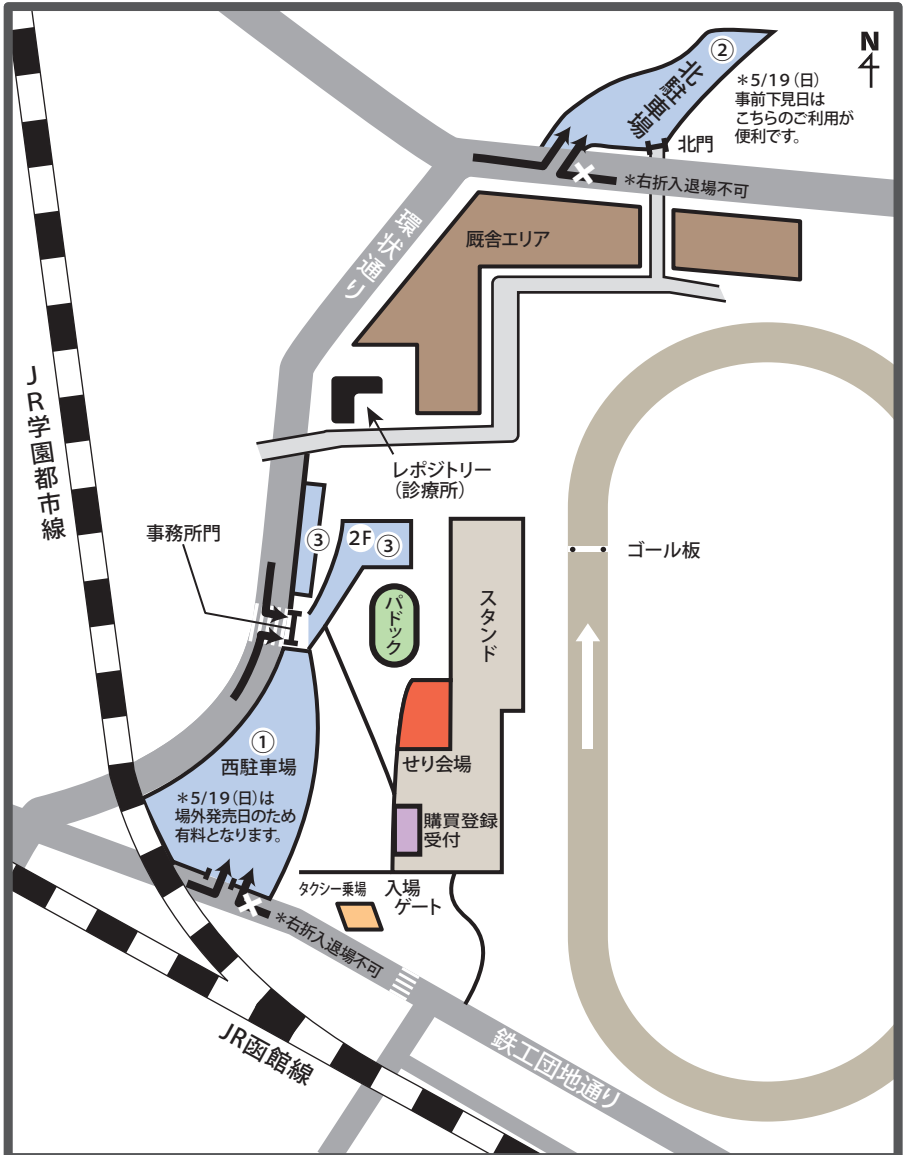 ②
北駐車場
N
＊5/19（日）
事前下見日は
こちらのご利用が
便利です。
北門
＊右折入退場不可
環状通り
厩舎エリア
JR学園都市線
レポジトリー
（診療所）
事務所門
③
2F ③
パドック
スタンド
ゴール板
①
西駐車場
＊5/19（日）は
場外発売日のため
有料となります。
せり会場
購買登録
受付
タクシー乗場
入場
ゲート
＊右折入退場不可
JR函館線
鉄工団地通り